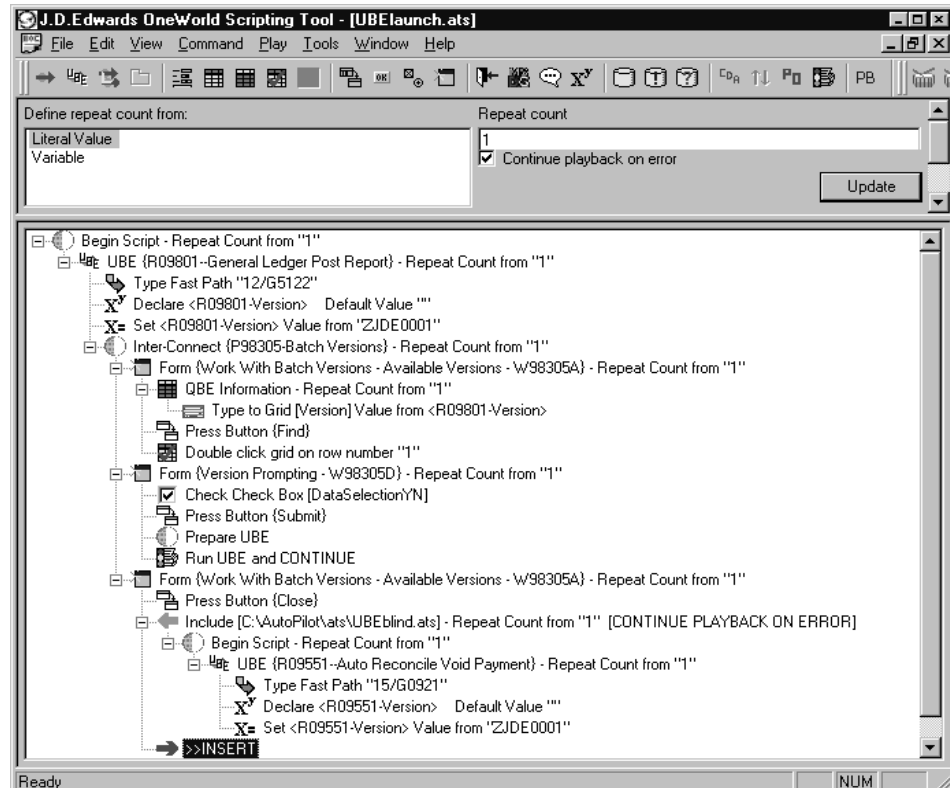 J.D.Edwards OneWorld Scripting Tool - [UBElaunch.ats]
File Edit View Command Play Tools Window Help
PB
Define repeat count from:
Repeat count
Literal Value
Variable
1
Continue playback on error
Update
Begin Script - Repeat Count from "1"
UBE {R09801--General Ledger Post Report} - Repeat Count from "1"
Type Fast Path "12/G5122"
Declare <R09801-Version> Default Value ""
Set <R09801-Version> Value from "ZJDE0001"
Inter-Connect {P98305-Batch Versions} - Repeat Count from "1"
Form {Work With Batch Versions - Available Versions - W98305A} - Repeat Count from "1"
QBE Information - Repeat Count from "1"
Type to Grid [Version] Value from <R09801-Version>
Press Button {Find}
Double click grid on row number "1"
Form {Version Prompting - W98305D} - Repeat Count from "1"
Check Check Box [DataSelectionYN]
Press Button {Submit}
Prepare UBE
Run UBE and CONTINUE
Form {Work With Batch Versions - Available Versions - W98305A} - Repeat Count from "1"
Press Button {Close}
Include [C:\AutoPilot\ats\UBEblind.ats] - Repeat Count from "1" [CONTINUE PLAYBACK ON ERROR]
Begin Script - Repeat Count from "1"
UBE {R09551--Auto Reconcile Void Payment} - Repeat Count from "1"
Type Fast Path "15/G0921"
Declare <R09551-Version> Default Value ""
Set <R09551-Version> Value from "ZJDE0001"
>>INSERT
Ready
NUM